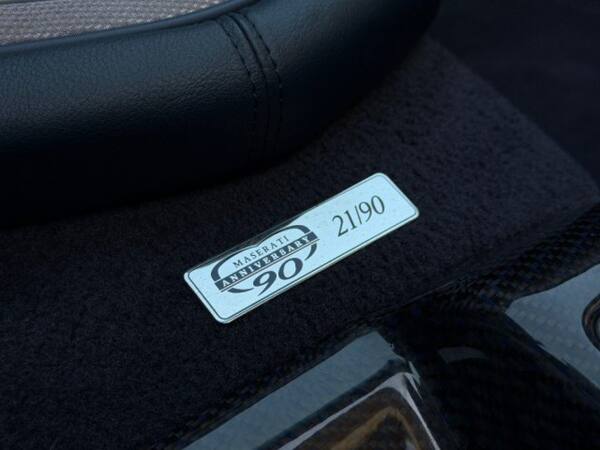 MASERATI
ANNIVERSARY
90
21/90